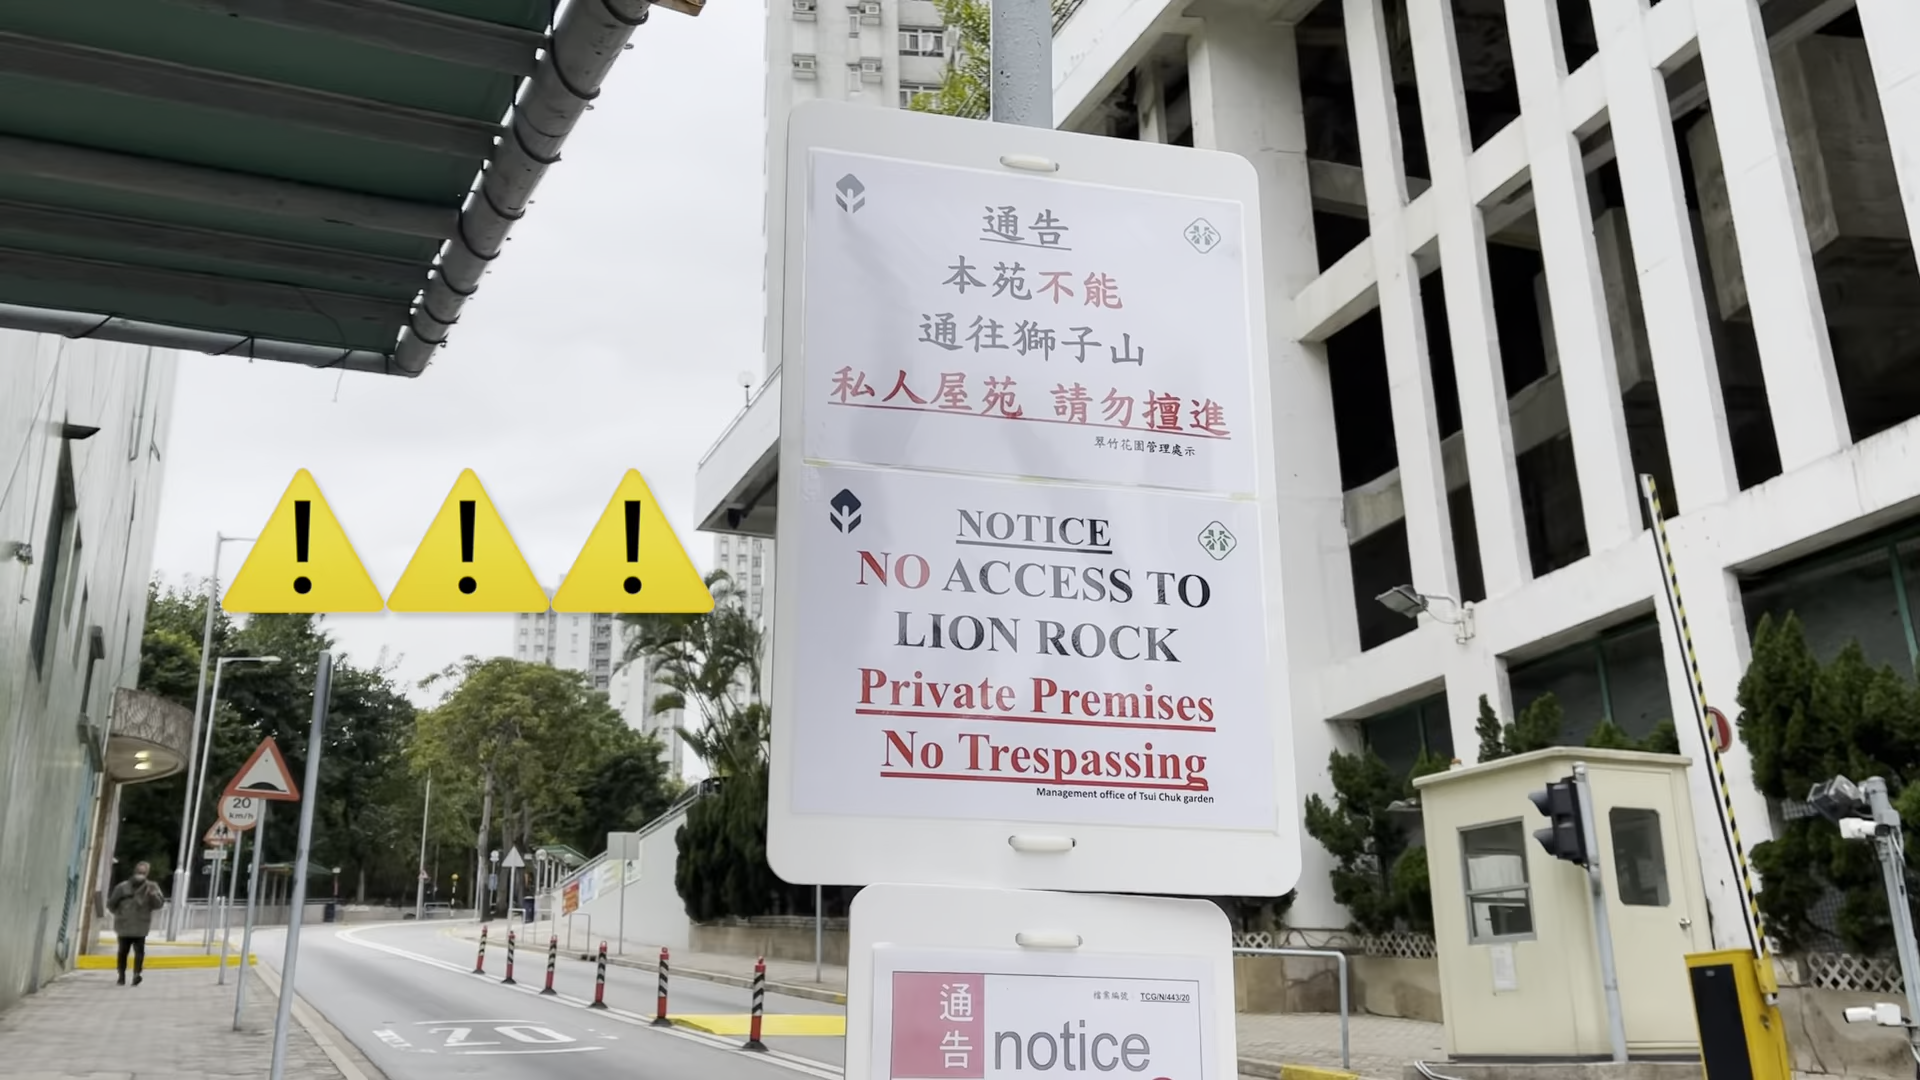 通告
本苑不能
通往獅子山
私人屋苑 請勿擅進
翠竹花園管理處示
NOTICE
NO ACCESS TO
LION ROCK
Private Premises
No Trespassing
Management office of Tsui Chuk garden
通告
notice
檔案編號 : TCG/N/443/20
20
km/h
20